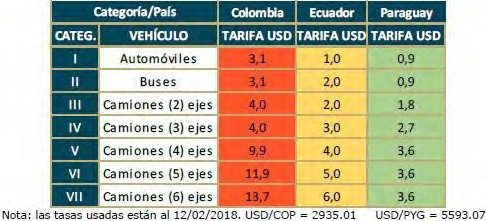 Categoría/País Colombia Ecuador Paraguay
CATEG. VEHÍCULO TARIFA USD TARIFA USD TARIFA USD
I Automóviles 3,1 1,0 0,9
II Buses 3,1 2,0 0,9
III Camiones (2) ejes 4,0 2,0 1,8
IV Camiones (3) ejes 4,0 3,0 2,7
V Camiones (4) ejes 9,9 4,0 3,6
VI Camiones (5) ejes 11,9 5,0 3,6
VII Camiones (6) ejes 13,7 6,0 3,6
Nota: las tasas usadas están al 12/02/2018. USD/COP = 2935.01 USD/PYG = 5593.07